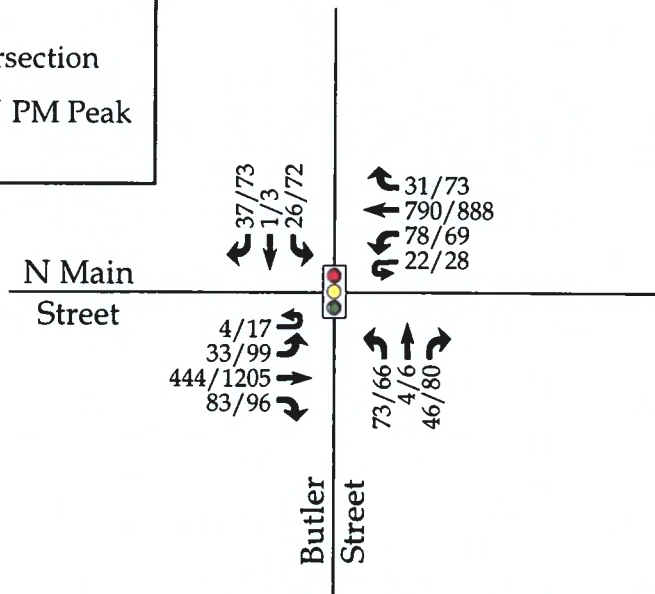 rsection
PM Peak
37/73
1/3
26/72
31/73
790/888
78/69
22/28
N Main
Street
4/17
33/99
444/1205
83/96
73/66
4/6
46/80
Butler
Street